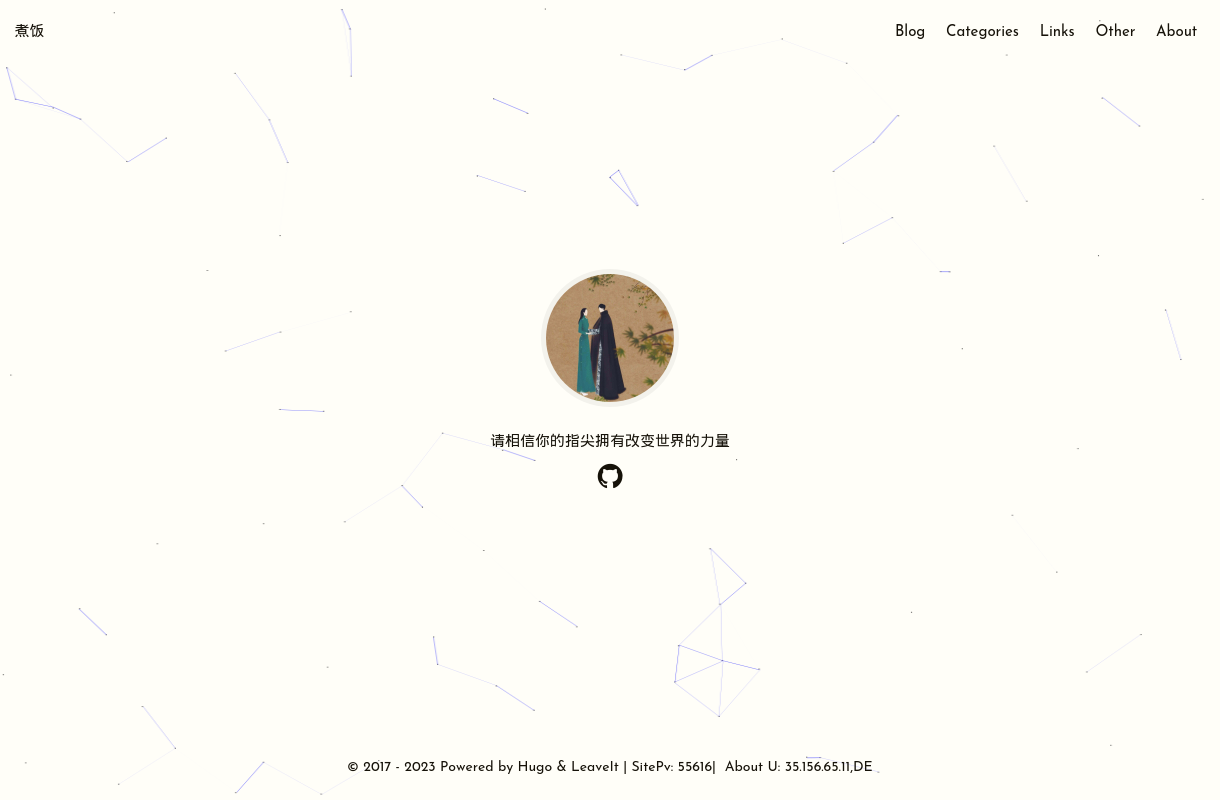 煮饭
Blog Categories Links Other About
请相信你的指尖拥有改变世界的力量
© 2017 - 2023 Powered by Hugo & LeaveIt | SitePv: 55616| About U: 35.156.65.11,DE